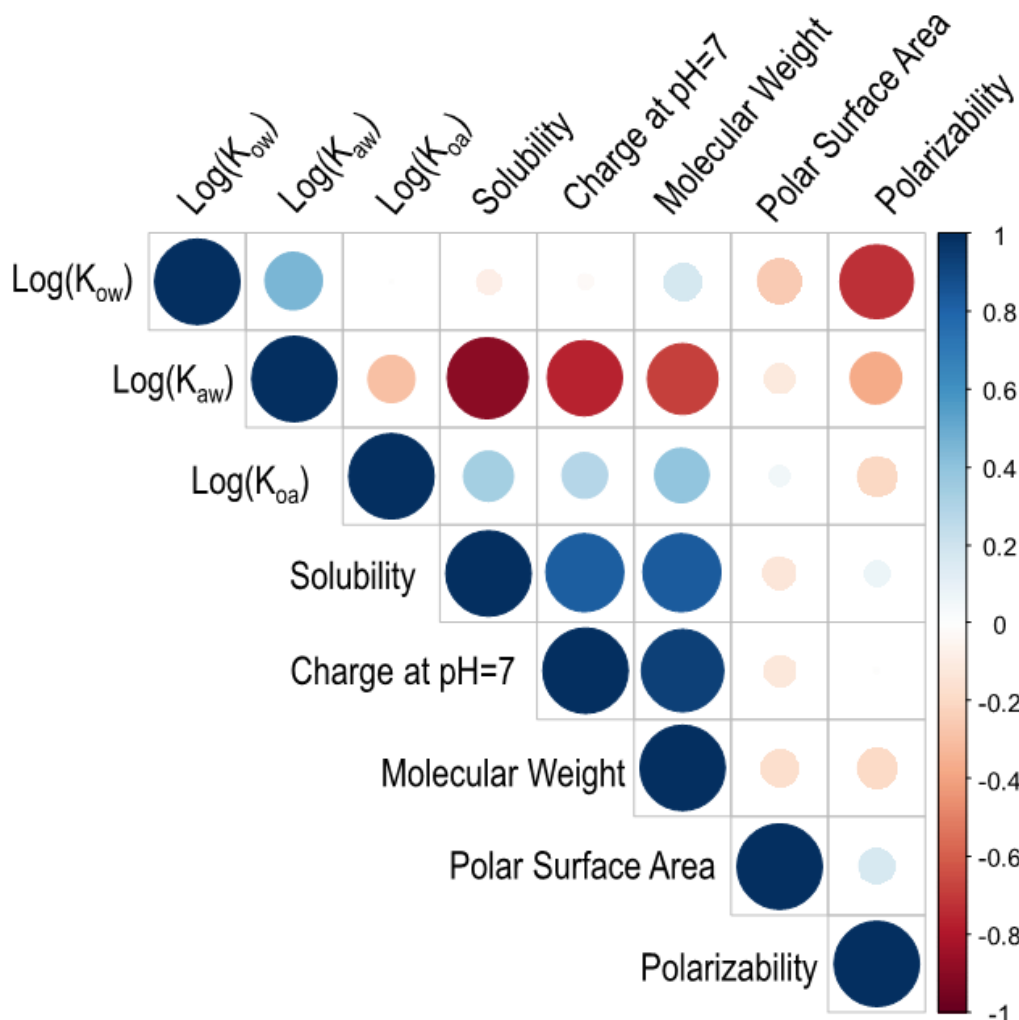 Log(Kow)
Log(Kaw)
Log(Koa)
Solubility
Charge at pH=7
Molecular Weight
Polar Surface Area
Polarizability
Log(Kow)
Log(Kaw)
Log(Koa)
Solubility
Charge at pH=7
Molecular Weight
Polar Surface Area
Polarizability
1
0.8
0.6
0.4
0.2
0
-0.2
-0.4
-0.6
-0.8
-1